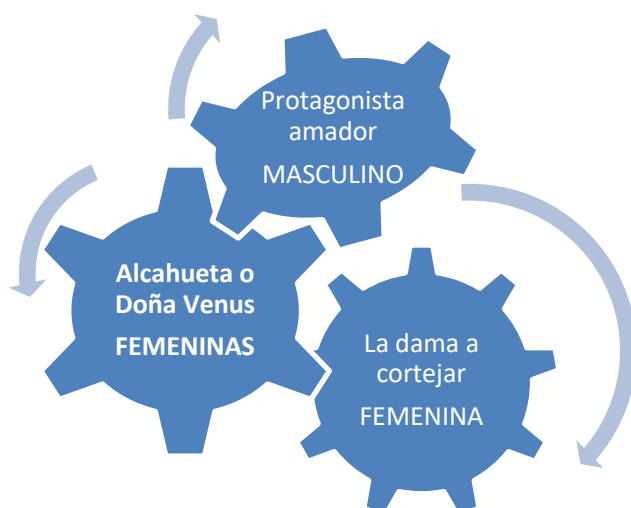 Protagonista
amador
MASCULINO
Alcahueta o
Doña Venus
FEMENINAS
La dama a
cortejar
FEMENINA